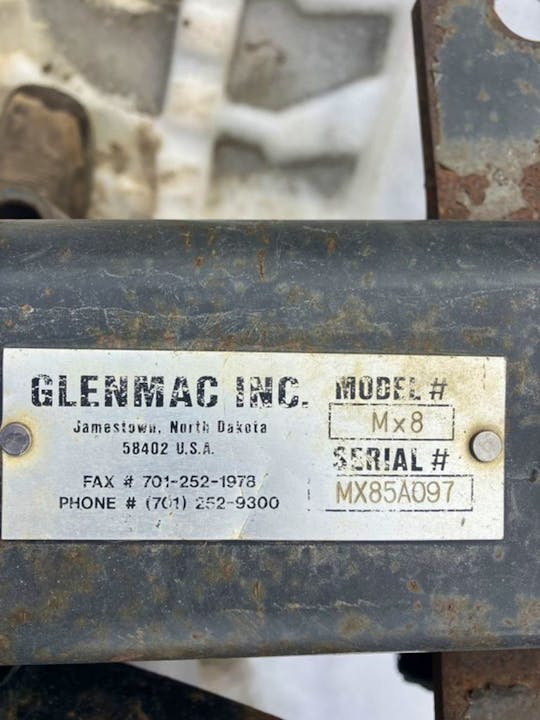 GLENMAC INC.
Jamestown, North Dakota
58402 U.S.A.
FAX # 701-252-1978
PHONE # (701) 252-9300
MODEL #
Mx8
SERIAL #
MX85A097